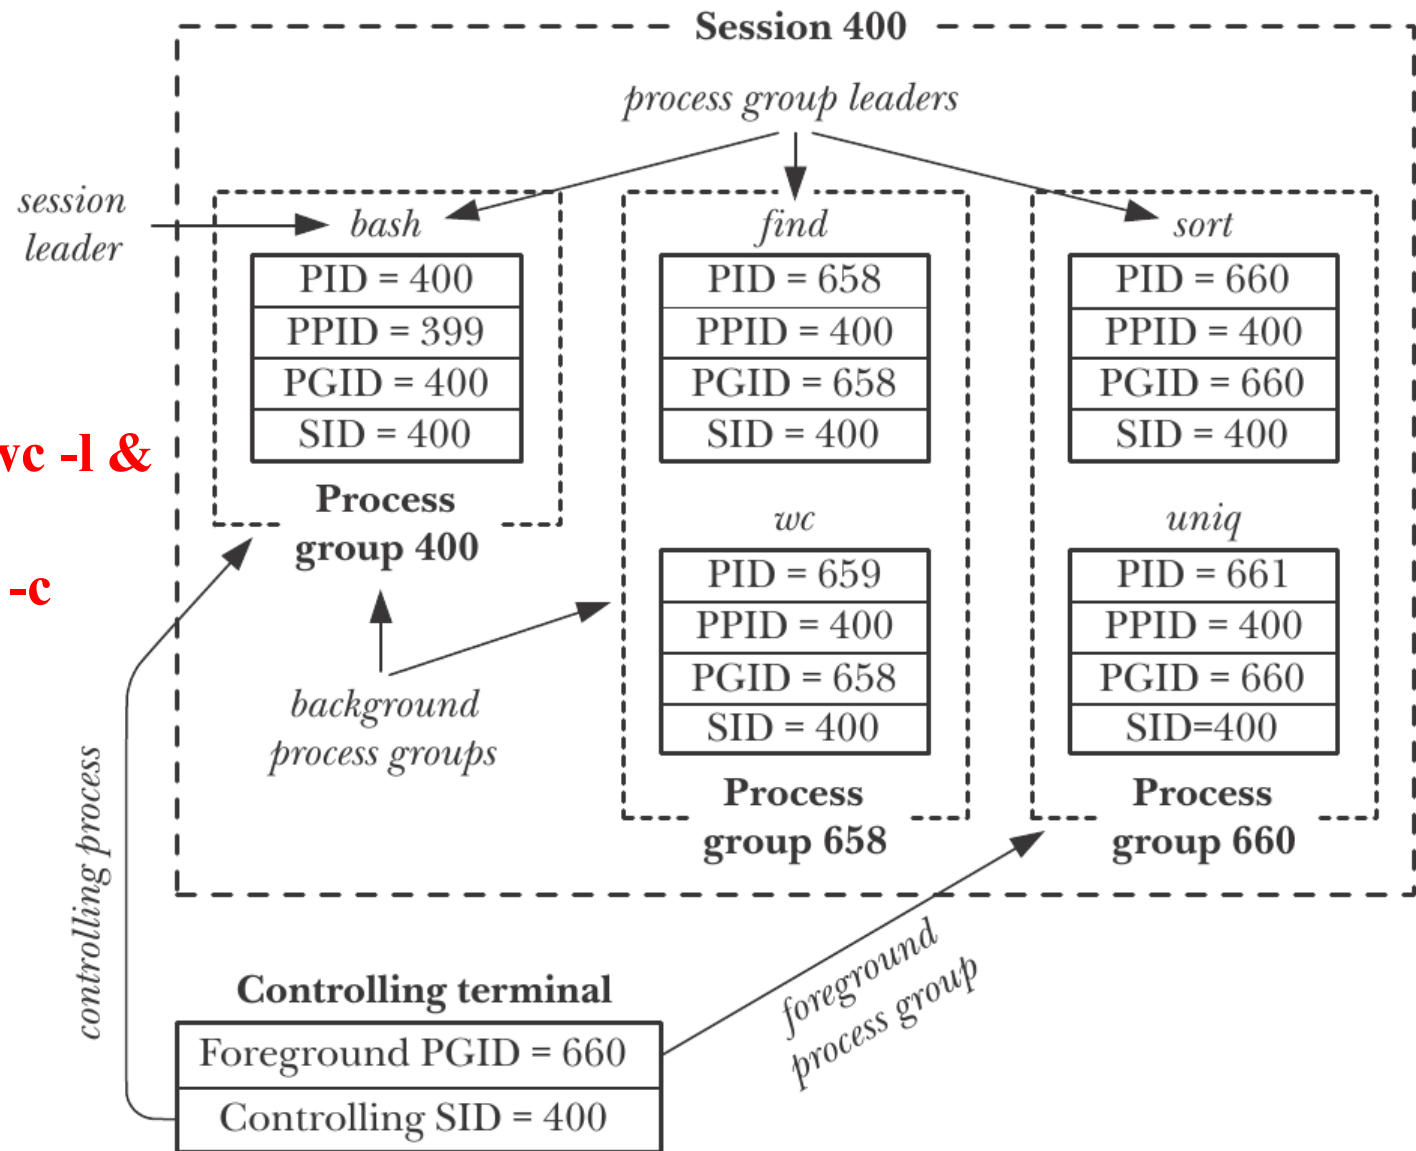 Session 400
process group leaders
session
leader
bash
PID = 400
PPID = 399
PGID = 400
SID = 400
Process
group 400
find
PID = 658
PPID = 400
PGID = 658
SID = 400
wc
PID = 659
PPID = 400
PGID = 658
SID = 400
Process
group 658
sort
PID = 660
PPID = 400
PGID = 660
SID = 400
uniq
PID = 661
PPID = 400
PGID = 660
SID=400
Process
group 660
wc -l &
-c
background
process groups
controlling process
Controlling terminal
Foreground PGID = 660
Controlling SID = 400
foreground
process group